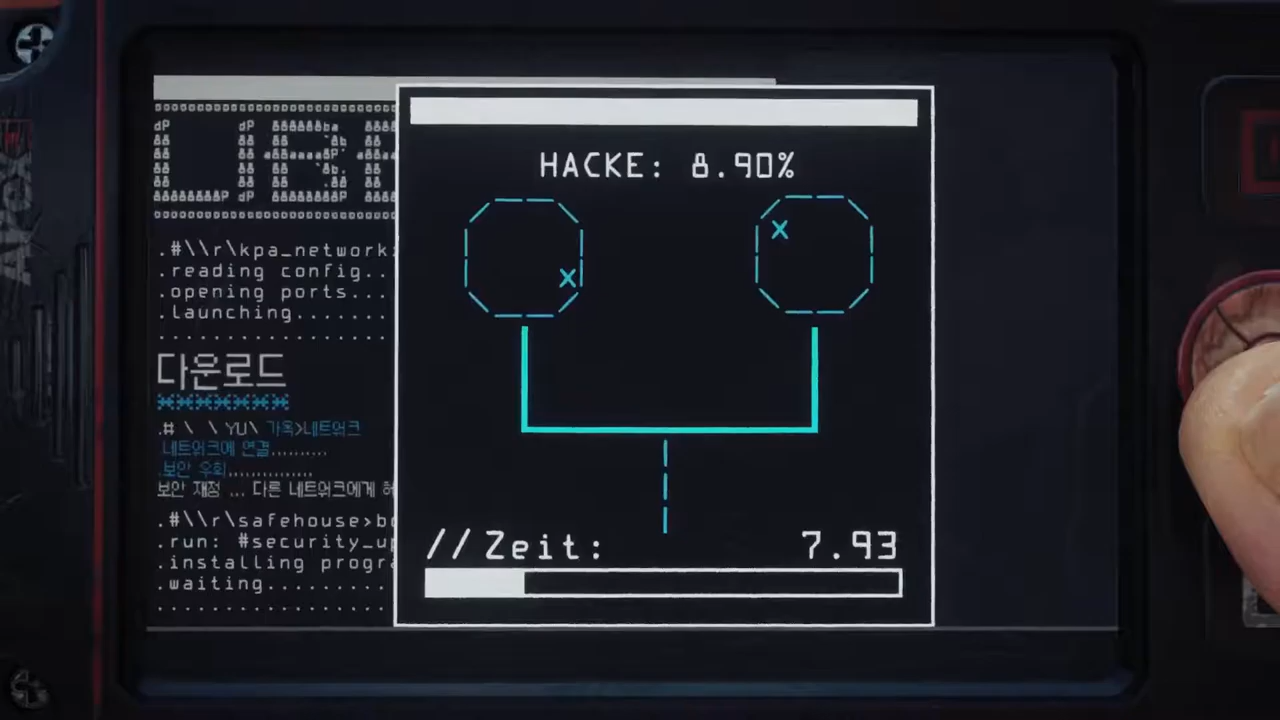 Apex
.#\\r\kpa_network
.reading config...
.opening ports....
.launching........
다운로드
.# \ \ YU\ 가옥>네트워크
네트워크에 연결..........
.보안 우회...............
보안 재정 ... 다른 네트워크에게
.#\\r\safehouse>b
.run: #security_u
.installing progr
.waiting..........
HACKE: 8.90%
x
x
//Zeit: 7.93